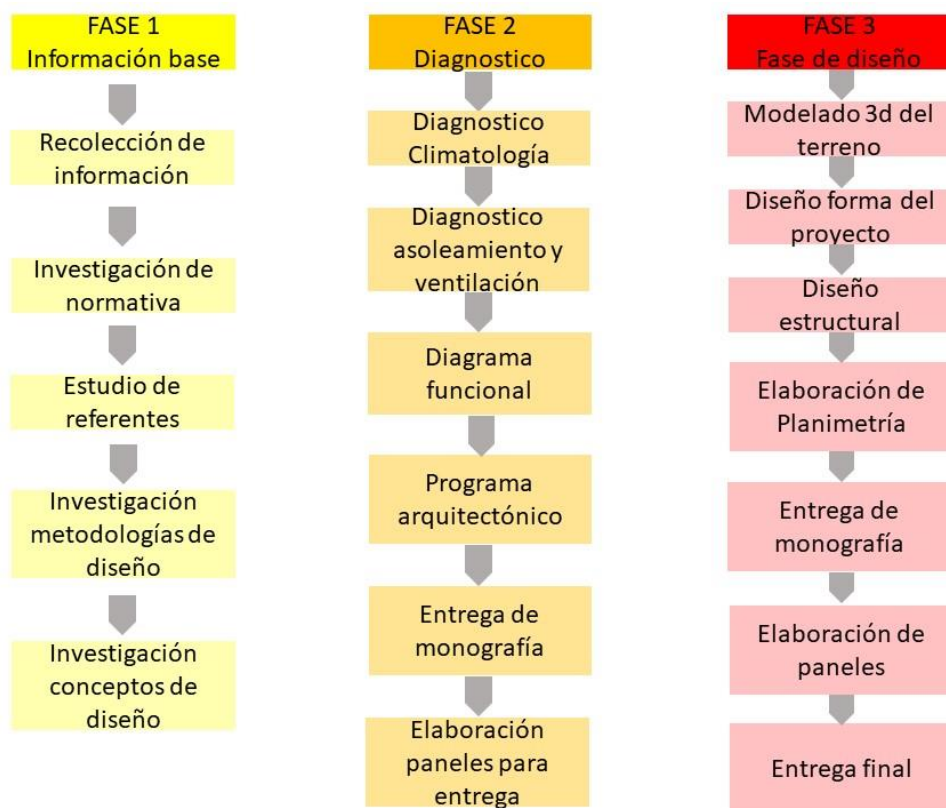 FASE 1
Información base
Recolección de
información
Investigación de
normativa
Estudio de
referentes
Investigación
metodologías de
diseño
Investigación
conceptos de
diseño
FASE 2
Diagnostico
Diagnostico
Climatología
Diagnostico
asoleamiento y
ventilación
Diagrama
funcional
Programa
arquitectónico
Entrega de
monografía
Elaboración
paneles para
entrega
FASE 3
Fase de diseño
Modelado 3d del
terreno
Diseño forma del
proyecto
Diseño
estructural
Elaboración de
Planimetría
Entrega de
monografía
Elaboración de
paneles
Entrega final